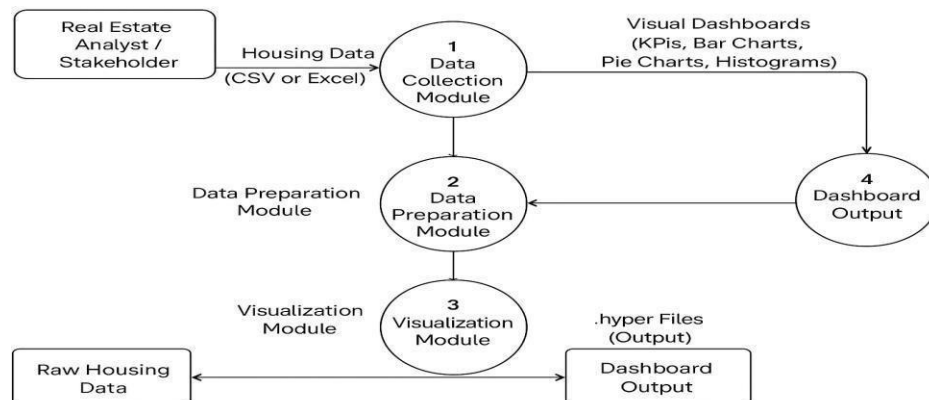 Real Estate
Analyst /
Stakeholder
Housing Data
(CSV or Excel)
1
Data
Collection
Module
Visual Dashboards
(KPis, Bar Charts,
Pie Charts, Histograms)
4
Dashboard
Output
Data Preparation
Module
2
Data
Preparation
Module
Visualization
Module
3
Visualization
Module
.hyper Files
(Output)
Raw Housing
Data
Dashboard
Output